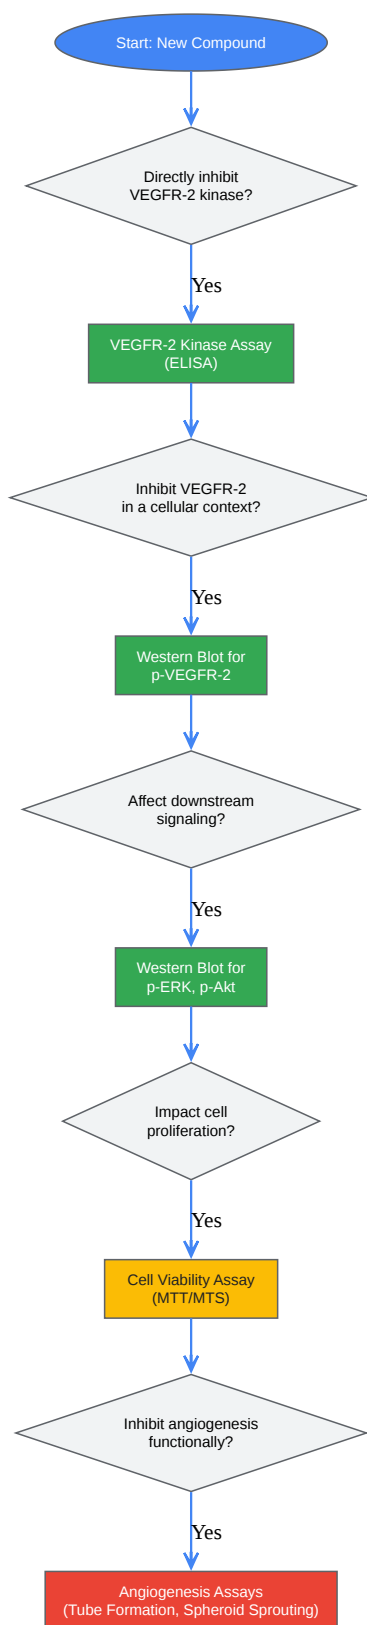 Start: New Compound
Directly inhibit
VEGFR-2 kinase?
Yes
VEGFR-2 Kinase Assay
(ELISA)
Inhibit VEGFR-2
in a cellular context?
Yes
Western Blot for
p-VEGFR-2
Affect downstream
signaling?
Yes
Western Blot for
p-ERK, p-Akt
Impact cell
proliferation?
Yes
Cell Viability Assay
(MTT/MTS)
Inhibit angiogenesis
functionally?
Yes
Angiogenesis Assays
(Tube Formation, Spheroid Sprouting)